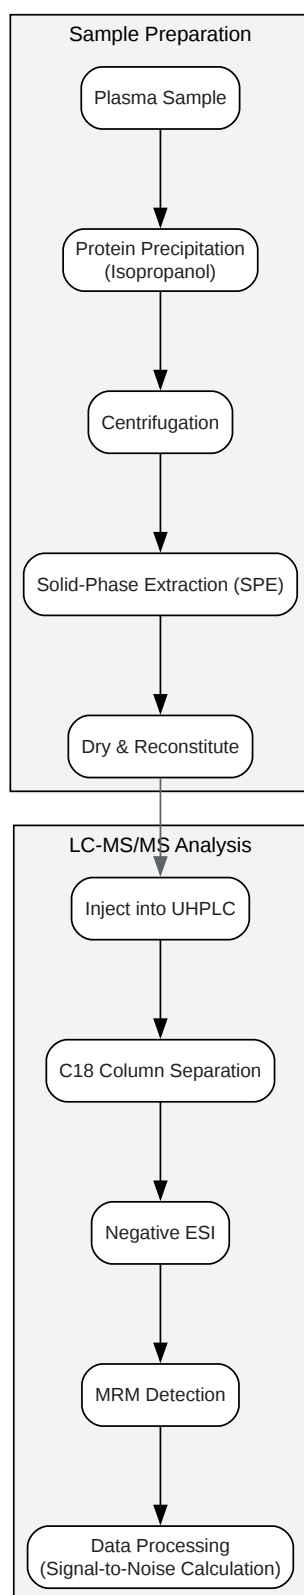 Sample Preparation
Plasma Sample
Protein Precipitation
(Isopropanol)
Centrifugation
Solid-Phase Extraction (SPE)
Dry & Reconstitute
LC-MS/MS Analysis
Inject into UHPLC
C18 Column Separation
Negative ESI
MRM Detection
Data Processing
(Signal-to-Noise Calculation)